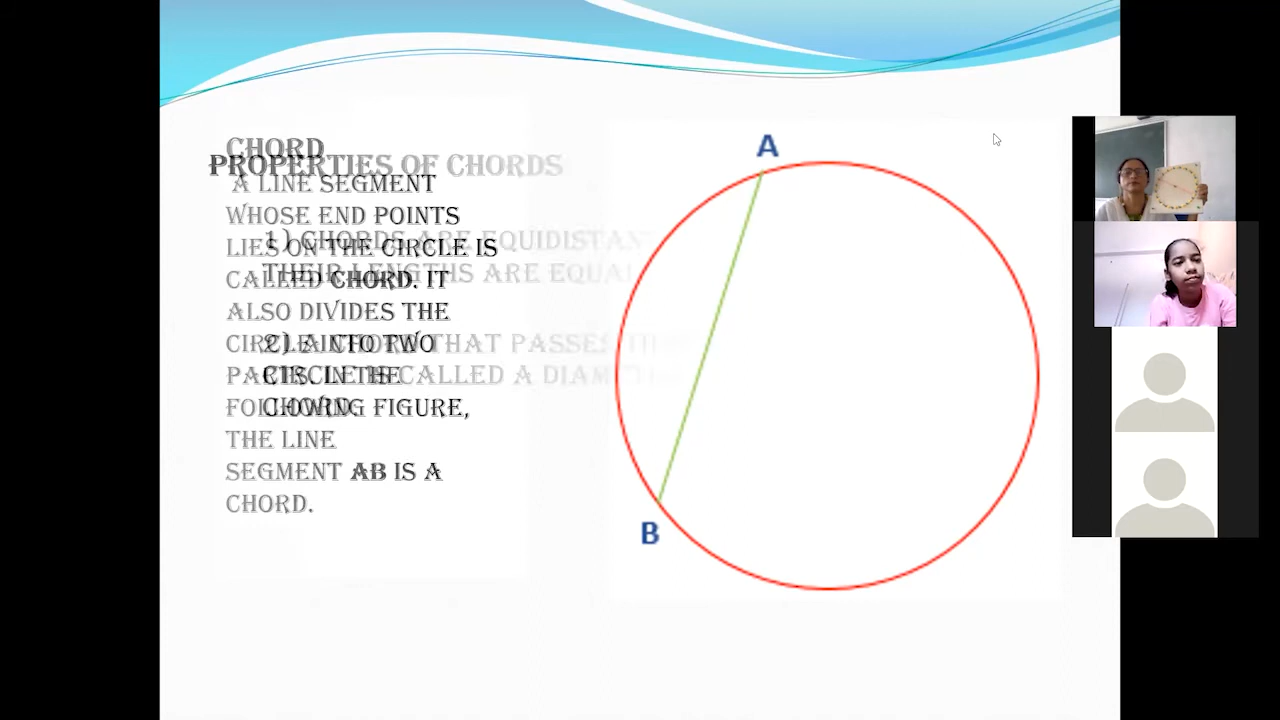 CHORD
A LINE SEGMENT
WHOSE END POINTS
LIES ON THE CIRCLE IS
CALLED CHORD. IT
ALSO DIVIDES THE
CIRCLE INTO TWO
PARTS. IN THE
FOLLOWING FIGURE,
THE LINE
SEGMENT AB IS A
CHORD.
PROPERTIES OF CHORDS
1) CHORDS ARE EQUIDISTANT
THEIR LENGTHS ARE EQUAL
2) A CHORD THAT PASSES
CIRCLE IS CALLED A
CHORD.
A
B